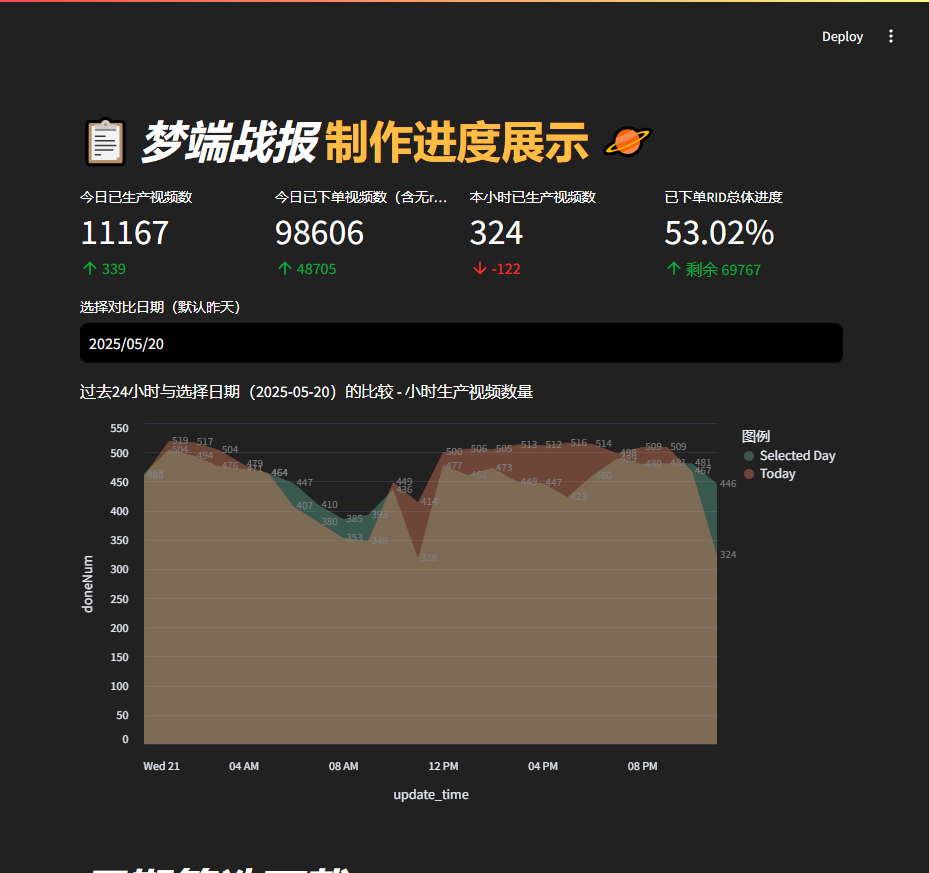 Deploy
梦端战报 制作进度展示
今日已生产视频数
11167
↑ 339
今日已下单视频数（含无r...
98606
↑ 48705
本小时已生产视频数
324
↓ -122
已下单RID总体进度
53.02%
↑ 剩余 69767
选择对比日期（默认昨天）
2025/05/20
过去24小时与选择日期（2025-05-20）的比较 - 小时生产视频数量
图例
Selected Day
Today
doneNum
550
500
450
400
350
300
250
200
150
100
50
0
519 517 504 479 464 447 410 385 393 449 414 500 506 505 513 512 516 514 498 509 509 481 446
504 494 476 407 380 353 348 436 318 477 461 473 449 447 423 460 489 480 481 467 324
Wed 21 04 AM 08 AM 12 PM 04 PM 08 PM
update_time